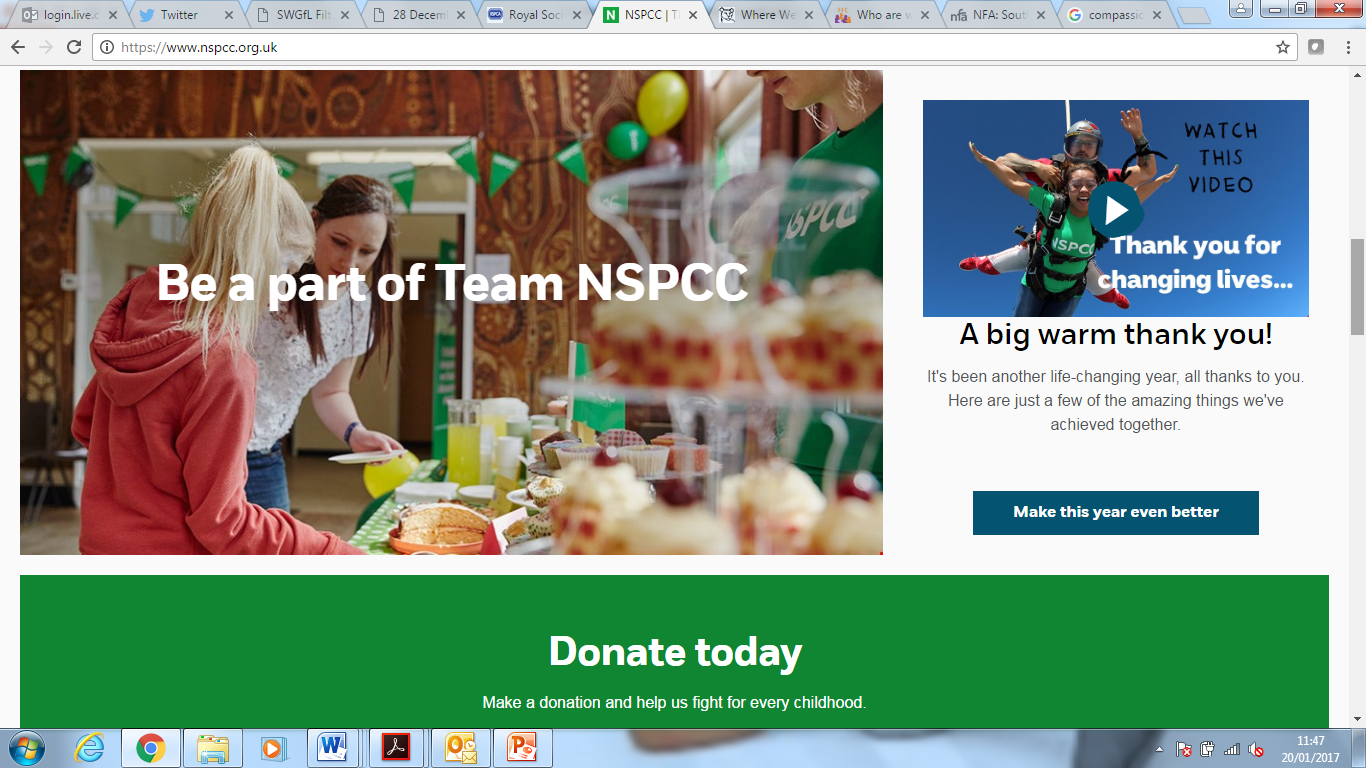 login.live.c
Twitter
SWGfL Filt
28 Decemb
Royal Socie
NSPCC | T
Where We
Who are w
NFA: Sout
compassic
https://www.nspcc.org.uk
NSPCC
Be a part of Team NSPCC
WATCH
THIS
VIDEO
NSPCC
Thank you for
changing lives...
A big warm thank you!
It's been another life-changing year, all thanks to you.
Here are just a few of the amazing things we've
achieved together.
Make this year even better
Donate today
Make a donation and help us fight for every childhood.
11:47
20/01/2017